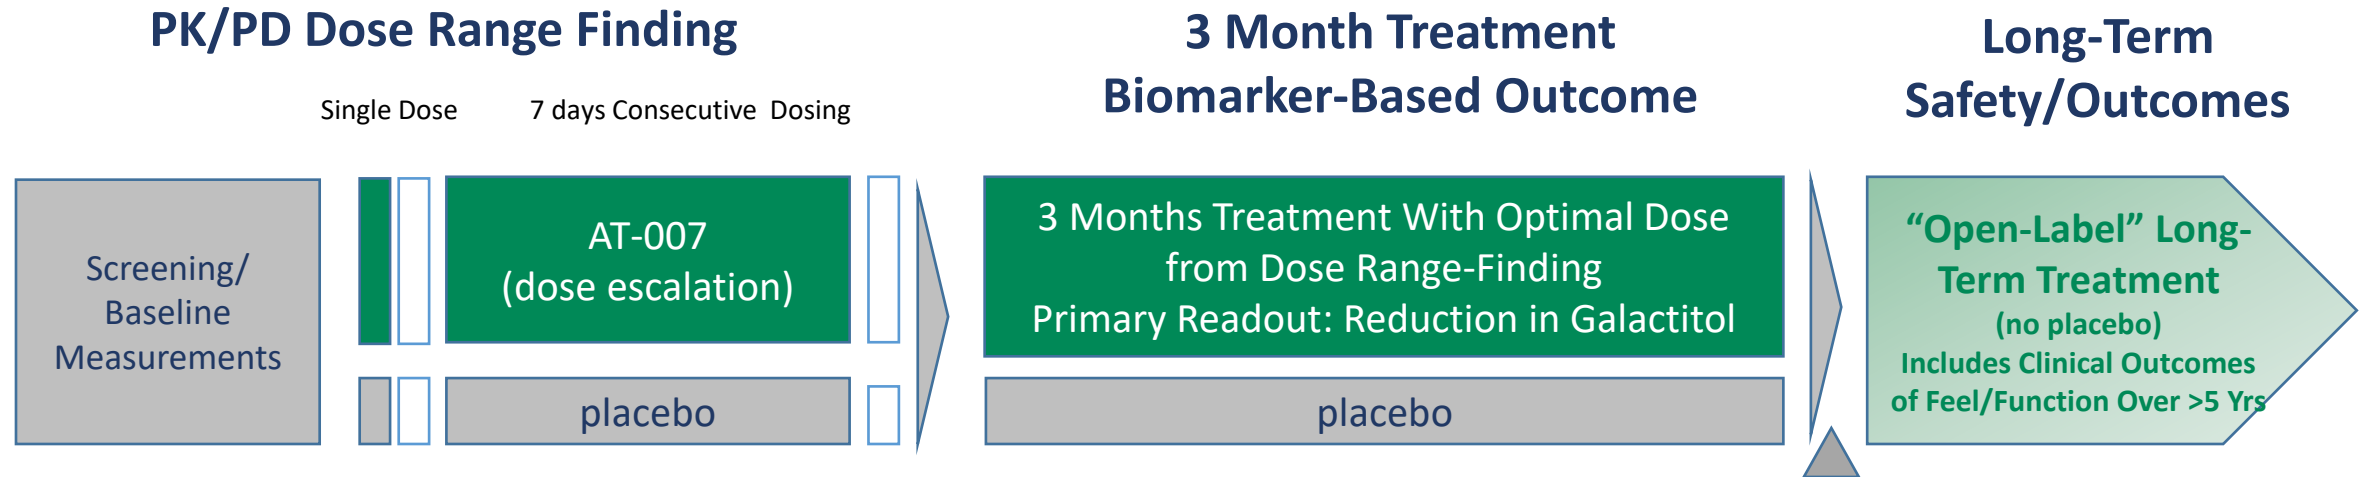 PK/PD Dose Range Finding
Single Dose
7 days Consecutive  Dosing
Screening/
Baseline
Measurements
AT-007
(dose escalation)
placebo
3 Month Treatment
Biomarker-Based Outcome
3 Months Treatment With Optimal Dose
from Dose Range-Finding
Primary Readout: Reduction in Galactitol
placebo
Long-Term
Safety/Outcomes
“Open-Label” Long-
Term Treatment
(no placebo)
Includes Clinical Outcomes
of Feel/Function Over >5 Yrs